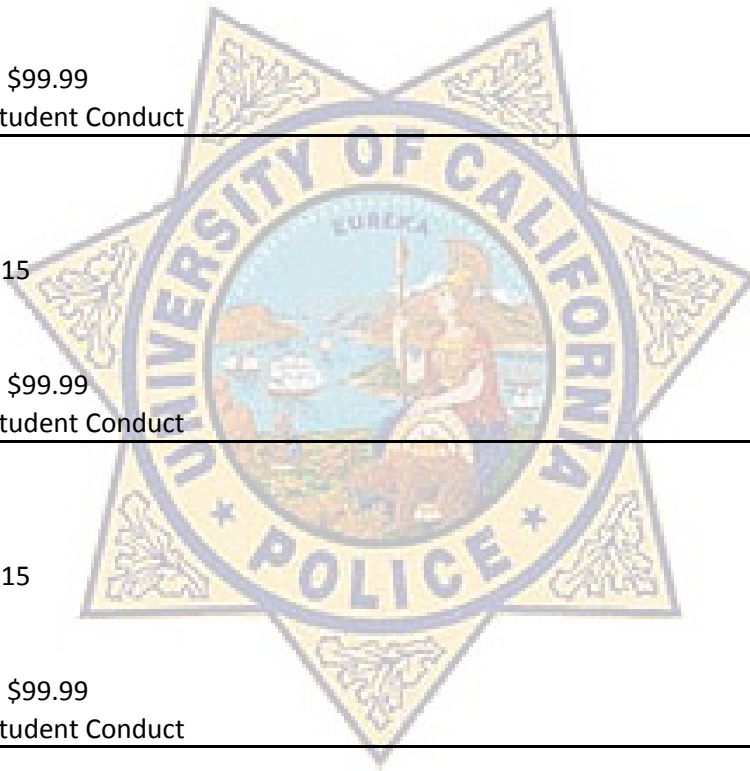 $99.99
tudent Conduct
UNIVERSITY OF CALIFORNIA
EUREKA
15
$99.99
tudent Conduct
15
POLICE
$99.99
tudent Conduct